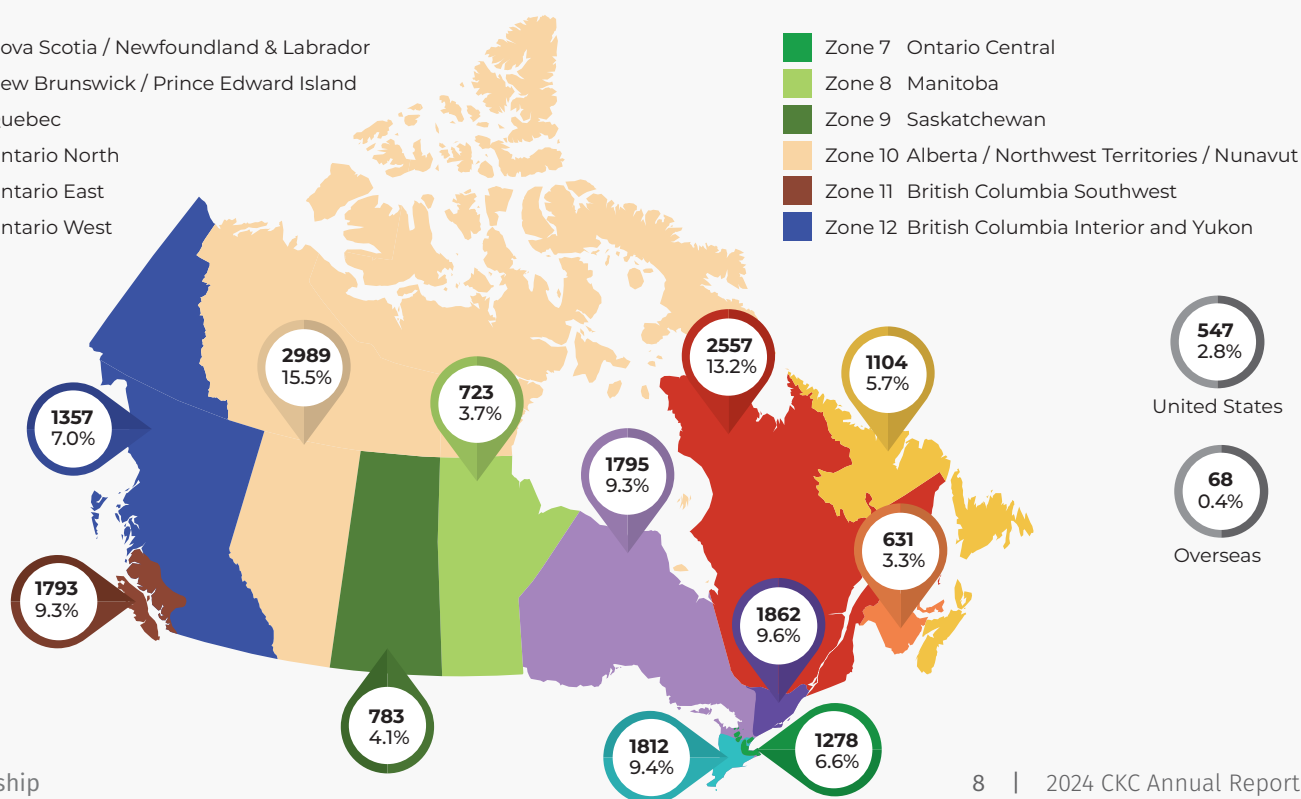 ova Scotia / Newfoundland & Labrador
ew Brunswick / Prince Edward Island
uebec
ntario North
ntario East
ntario West
Zone 7 Ontario Central
Zone 8 Manitoba
Zone 9 Saskatchewan
Zone 10 Alberta / Northwest Territories / Nunavut
Zone 11 British Columbia Southwest
Zone 12 British Columbia Interior and Yukon
2989
15.5%
723
3.7%
2557
13.2%
1104
5.7%
547
2.8%
United States
1357
7.0%
1795
9.3%
68
0.4%
Overseas
631
3.3%
1793
9.3%
1862
9.6%
783
4.1%
1812
9.4%
1278
6.6%
ship
8 | 2024 CKC Annual Report